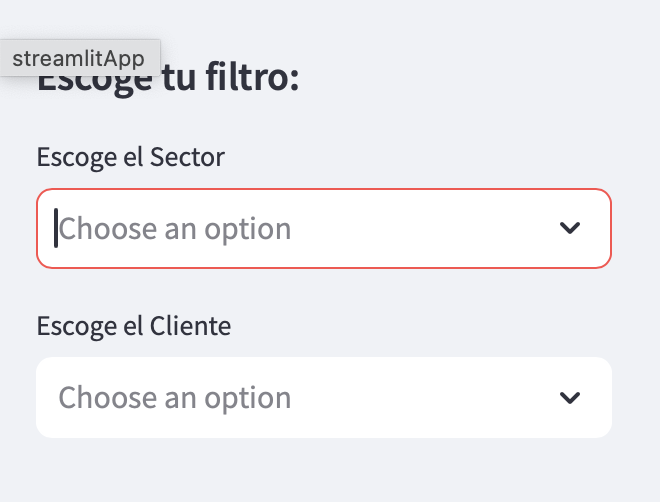 streamlitApp
Escoge tu filtro:
Escoge el Sector
Choose an option
Escoge el Cliente
Choose an option